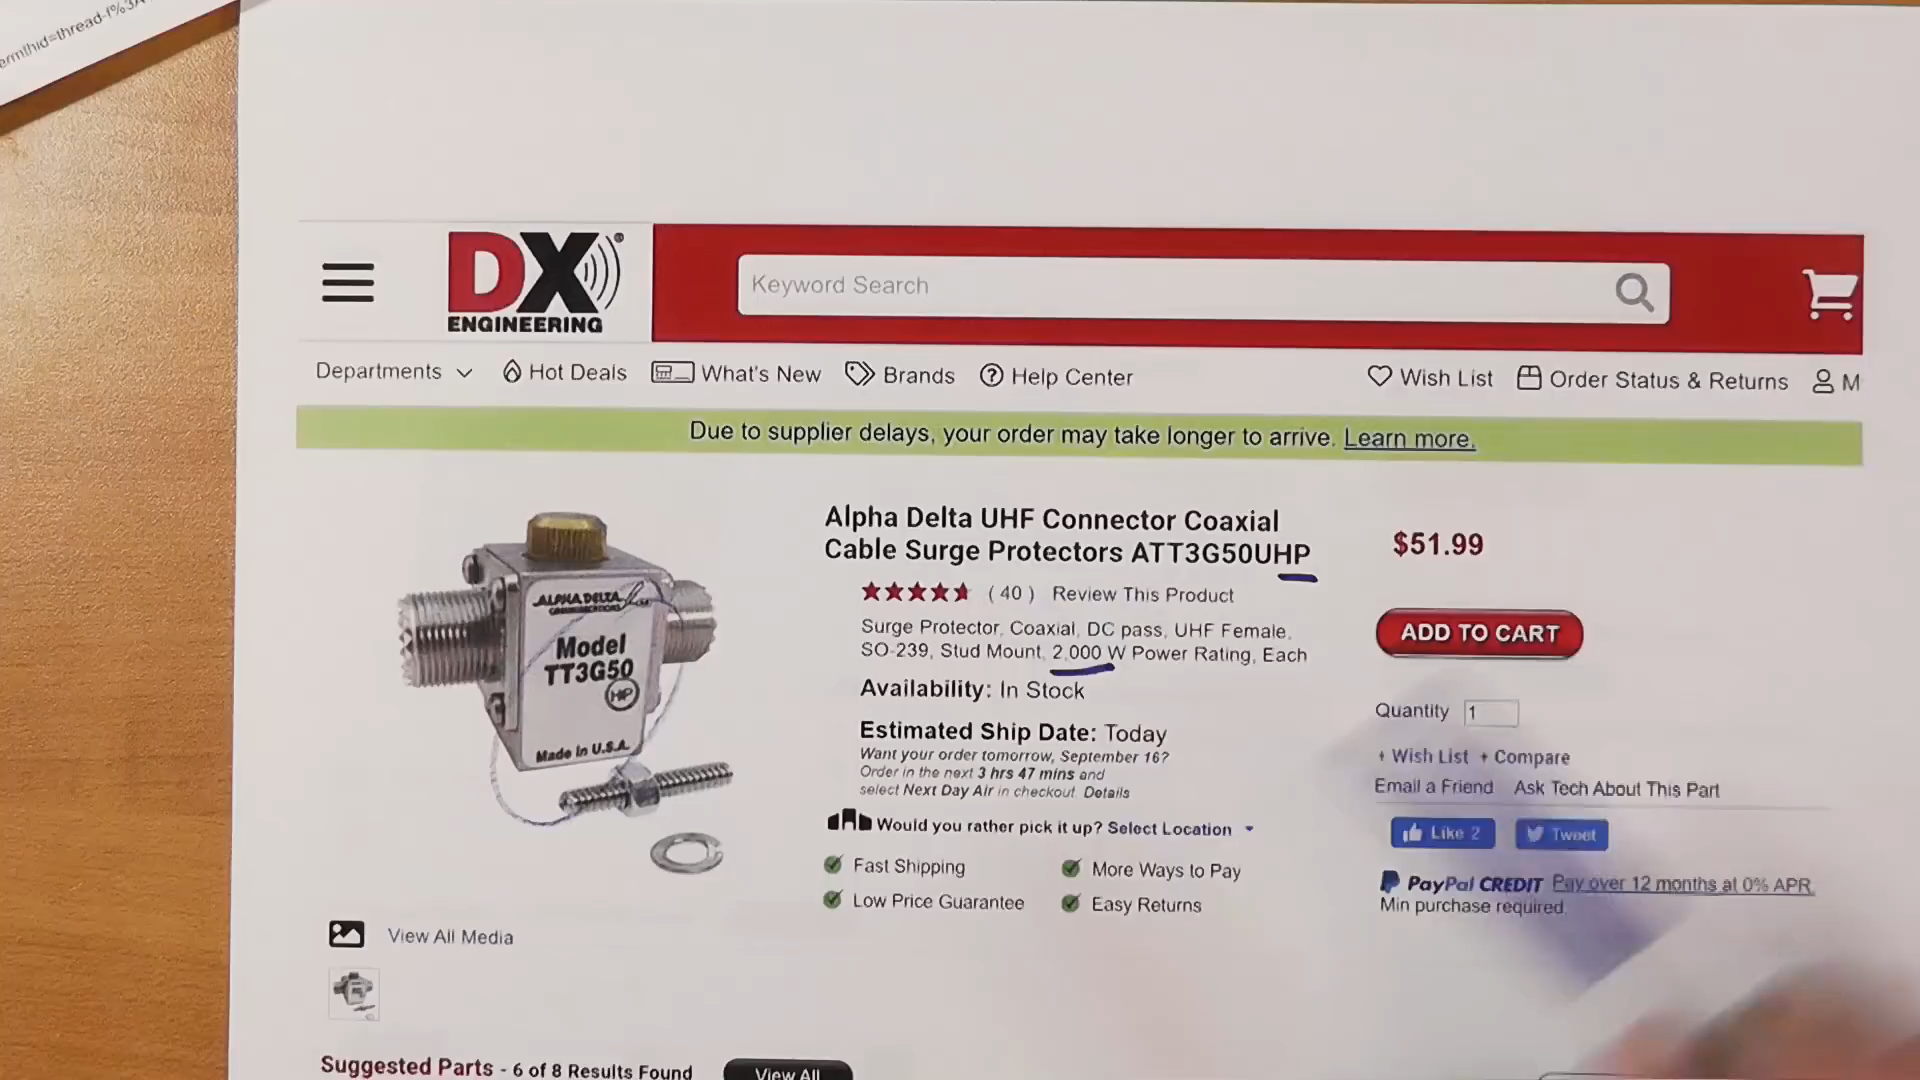 ermthid=thread-f%3A
DX
ENGINEERING
Keyword Search
Departments Hot Deals What's New Brands Help Center Wish List Order Status & Returns M
Due to supplier delays, your order may take longer to arrive. Learn more.
Alpha Delta UHF Connector Coaxial
Cable Surge Protectors ATT3G50UHP
(40) Review This Product
Surge Protector, Coaxial, DC pass, UHF Female,
SO-239, Stud Mount, 2,000 W Power Rating, Each
Availability: In Stock
Estimated Ship Date: Today
Want your order tomorrow, September 16?
Order in the next 3 hrs 47 mins and
select Next Day Air in checkout. Details
Would you rather pick it up? Select Location
Fast Shipping More Ways to Pay
Low Price Guarantee Easy Returns
$51.99
ADD TO CART
Quantity 1
+ Wish List + Compare
Email a Friend Ask Tech About This Part
Like 2 Tweet
PayPal CREDIT Pay over 12 months at 0% APR.
Min purchase required.
ALPHA DELTA
COMMUNICATIONS
Model
TT3G50
HP
Made in U.S.A.
View All Media
Suggested Parts - 6 of 8 Results Found View All